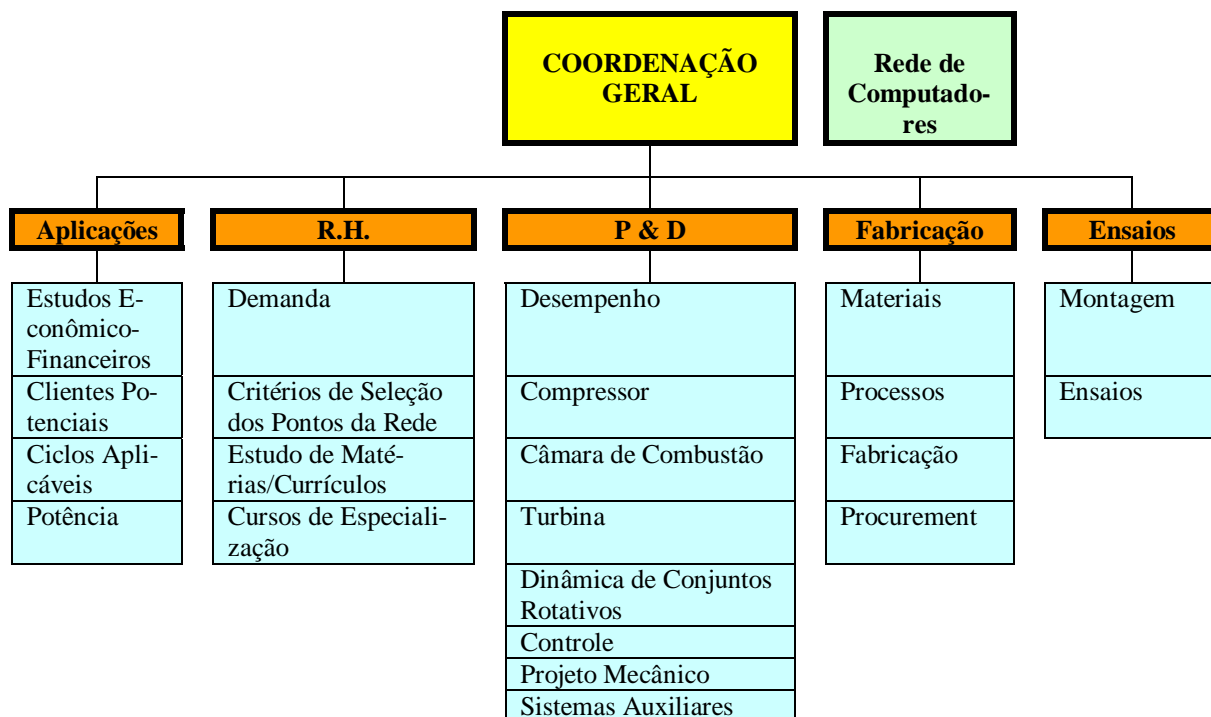 COORDENAÇÃO
GERAL
Rede de
Computado-
res
Aplicações
R.H.
P & D
Fabricação
Ensaios
Estudos E-
conômico-
Financeiros
Clientes Po-
tenciais
Ciclos Apli-
cáveis
Potência
Demanda
Critérios de Seleção
dos Pontos da Rede
Estudo de Maté-
rias/Currículos
Cursos de Especiali-
zação
Desempenho
Compressor
Câmara de Combustão
Turbina
Dinâmica de Conjuntos
Rotativos
Controle
Projeto Mecânico
Sistemas Auxiliares
Materiais
Processos
Fabricação
Procurement
Montagem
Ensaios